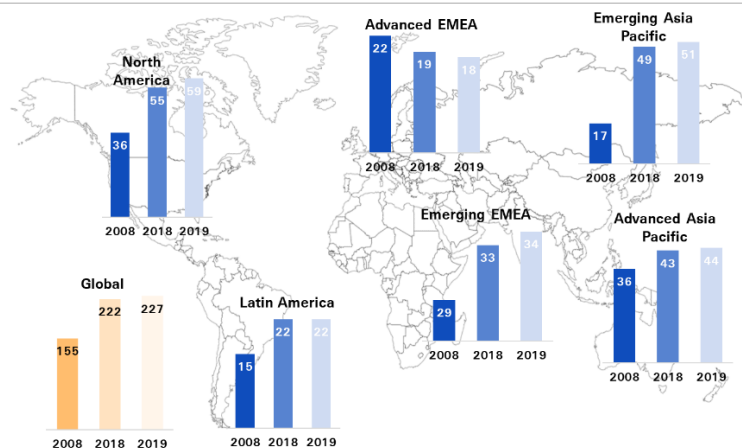 Advanced EMEA
22
19
18
2008 2018 2019
Emerging Asia
Pacific
17
49
51
2008 2018 2019
North
America
36
55
59
2008 2018 2019
Emerging EMEA
29
33
34
2008 2018 2019
Advanced Asia
Pacific
36
43
44
2008 2018 2019
Global
155
222
227
2008 2018 2019
Latin America
15
22
22
2008 2018 2019